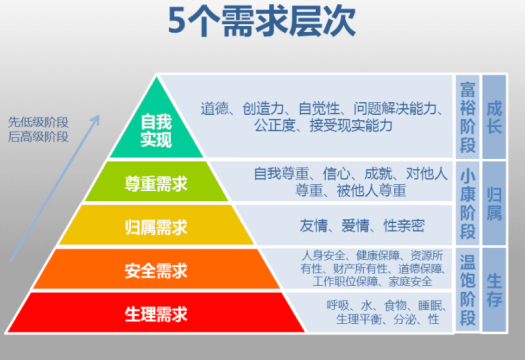 5个需求层次
先低级阶段
后高级阶段
自我
实现
道德、创造力、自觉性、问题解决能力、
公正度、接受现实能力
富裕阶段
成长
尊重需求
自我尊重、信心、成就、对他人
尊重、被他人尊重
小康阶段
归属
归属需求
友情、爱情、性亲密
安全需求
人身安全、健康保障、资源所
有性、财产所有性、道德保障、
工作职位保障、家庭安全
温饱阶段
生存
生理需求
呼吸、水、食物、睡眠、
生理平衡、分泌、性